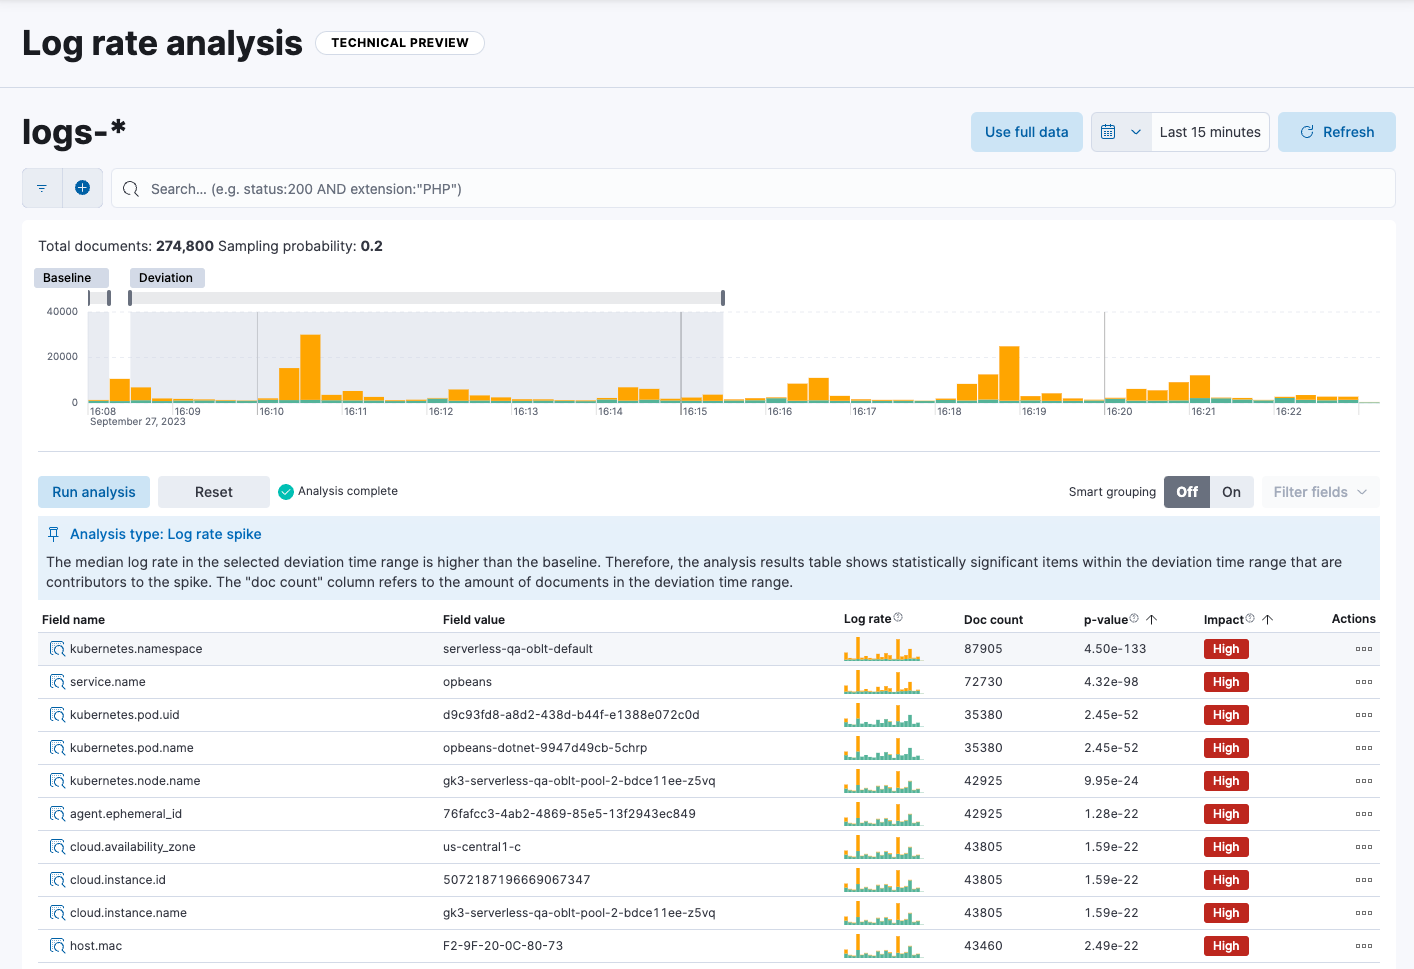 Log rate analysis TECHNICAL PREVIEW
logs-*
Use full data Last 15 minutes Refresh
Search... (e.g. status:200 AND extension:"PHP")
Total documents: 274,800 Sampling probability: 0.2
Baseline Deviation
40000
20000
0
16:08 16:09 16:10 16:11 16:12 16:13 16:14 16:15 16:16 16:17 16:18 16:19 16:20 16:21 16:22
September 27, 2023
Run analysis Reset Analysis complete Smart grouping Off On Filter fields
Analysis type: Log rate spike
The median log rate in the selected deviation time range is higher than the baseline. Therefore, the analysis results table shows statistically significant items within the deviation time range that are
contributors to the spike. The "doc count" column refers to the amount of documents in the deviation time range.
Field name Field value Log rate Doc count p-value Impact Actions
kubernetes.namespace serverless-qa-oblt-default 87905 4.50e-133 High
service.name opbeans 72730 4.32e-98 High
kubernetes.pod.uid d9c93fd8-a8d2-438d-b44f-e1388e072c0d 35380 2.45e-52 High
kubernetes.pod.name opbeans-dotnet-9947d49cb-5chrp 35380 2.45e-52 High
kubernetes.node.name gk3-serverless-qa-oblt-pool-2-bdce11ee-z5vq 42925 9.95e-24 High
agent.ephemeral_id 76fafcc3-4ab2-4869-85e5-13f2943ec849 42925 1.28e-22 High
cloud.availability_zone us-central1-c 43805 1.59e-22 High
cloud.instance.id 5072187196669067347 43805 1.59e-22 High
cloud.instance.name gk3-serverless-qa-oblt-pool-2-bdce11ee-z5vq 43805 1.59e-22 High
host.mac F2-9F-20-0C-80-73 43460 2.49e-22 High